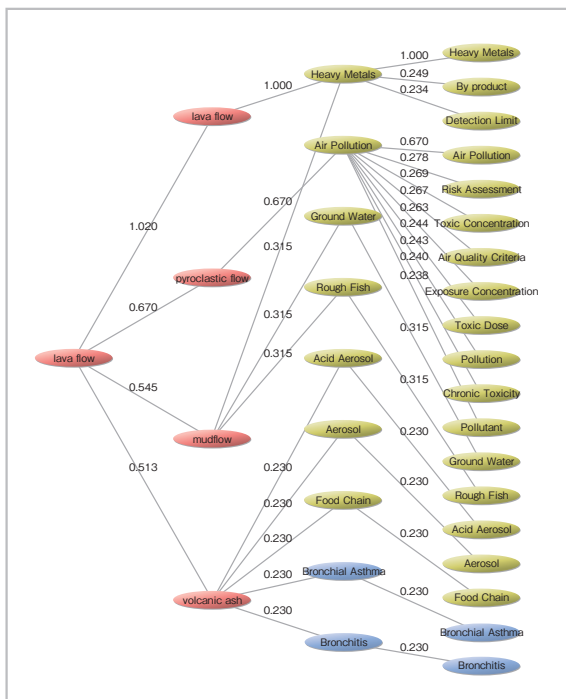 lava flow
1.020
0.670
0.545
0.513
lava flow
pyroclastic flow
mudflow
volcanic ash
1.000
0.670
0.315
0.315
0.315
0.230
0.230
0.230
0.230
0.230
Heavy Metals
Air Pollution
Ground Water
Rough Fish
Acid Aerosol
Aerosol
Food Chain
Bronchial Asthma
Bronchitis
1.000
0.249
0.234
0.670
0.278
0.269
0.267
0.263
0.244
0.243
0.240
0.238
0.315
0.315
0.230
0.230
0.230
0.230
0.230
Heavy Metals
By product
Detection Limit
Air Pollution
Risk Assessment
Toxic Concentration
Air Quality Criteria
Exposure Concentration
Toxic Dose
Pollution
Chronic Toxicity
Pollutant
Ground Water
Rough Fish
Acid Aerosol
Aerosol
Food Chain
Bronchial Asthma
Bronchitis